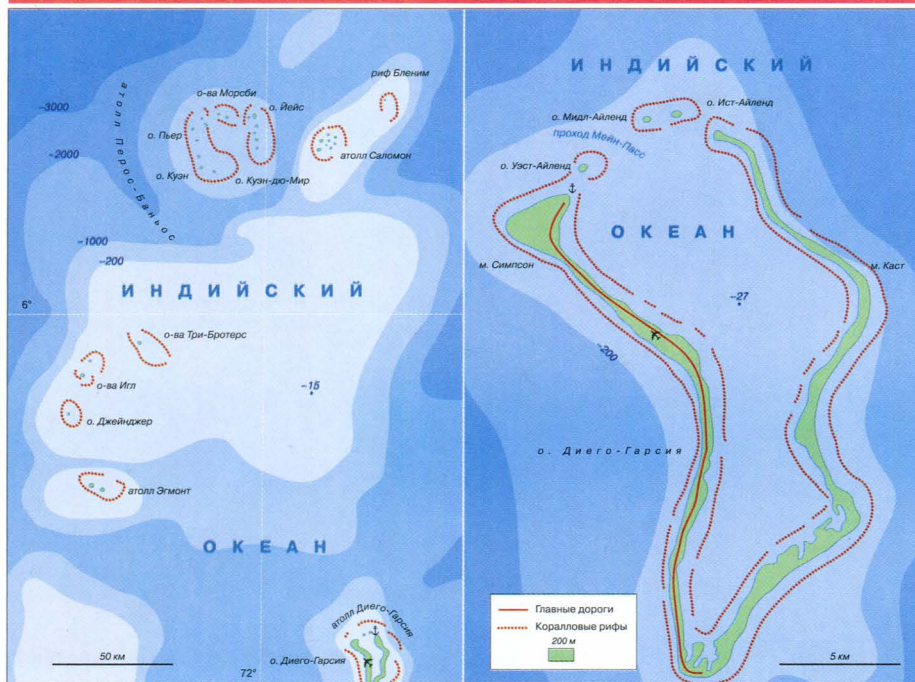 риф Бленим
о-ва Морсби
о. Йейс
атолл Перос-Баньос
-3000
о. Пьер
-2000
атолл Саломон
о. Куэн
о. Куэн-дю-Мир
-1000
-200
ИНДИЙСКИЙ
6°
о-ва Три-Бротерс
о-ва Игл
-15
о. Джейнджер
атолл Эгмонт
ОКЕАН
атолл Диего-Гарсия
о. Диего-Гарсия
50 км
72°
ИНДИЙСКИЙ
о. Ист-Айленд
о. Мидл-Айленд
проход Мейн-Пасс
о. Уэст-Айленд
ОКЕАН
м. Симпсон
м. Каст
-27
-200
о. Диего-Гарсия
Главные дороги
Коралловые рифы
200 м
5 км